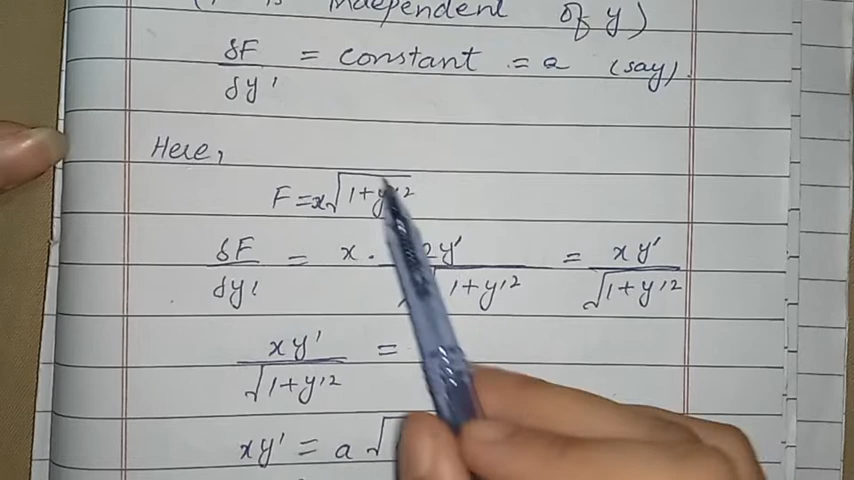 is independent of y)
δF/δy' = constant = a (say).
Here,
F = x√1+y'²
δF/δy' = x . 2y' / √1+y'² = xy' / √1+y'²
xy' / √1+y'² =
xy' = a √